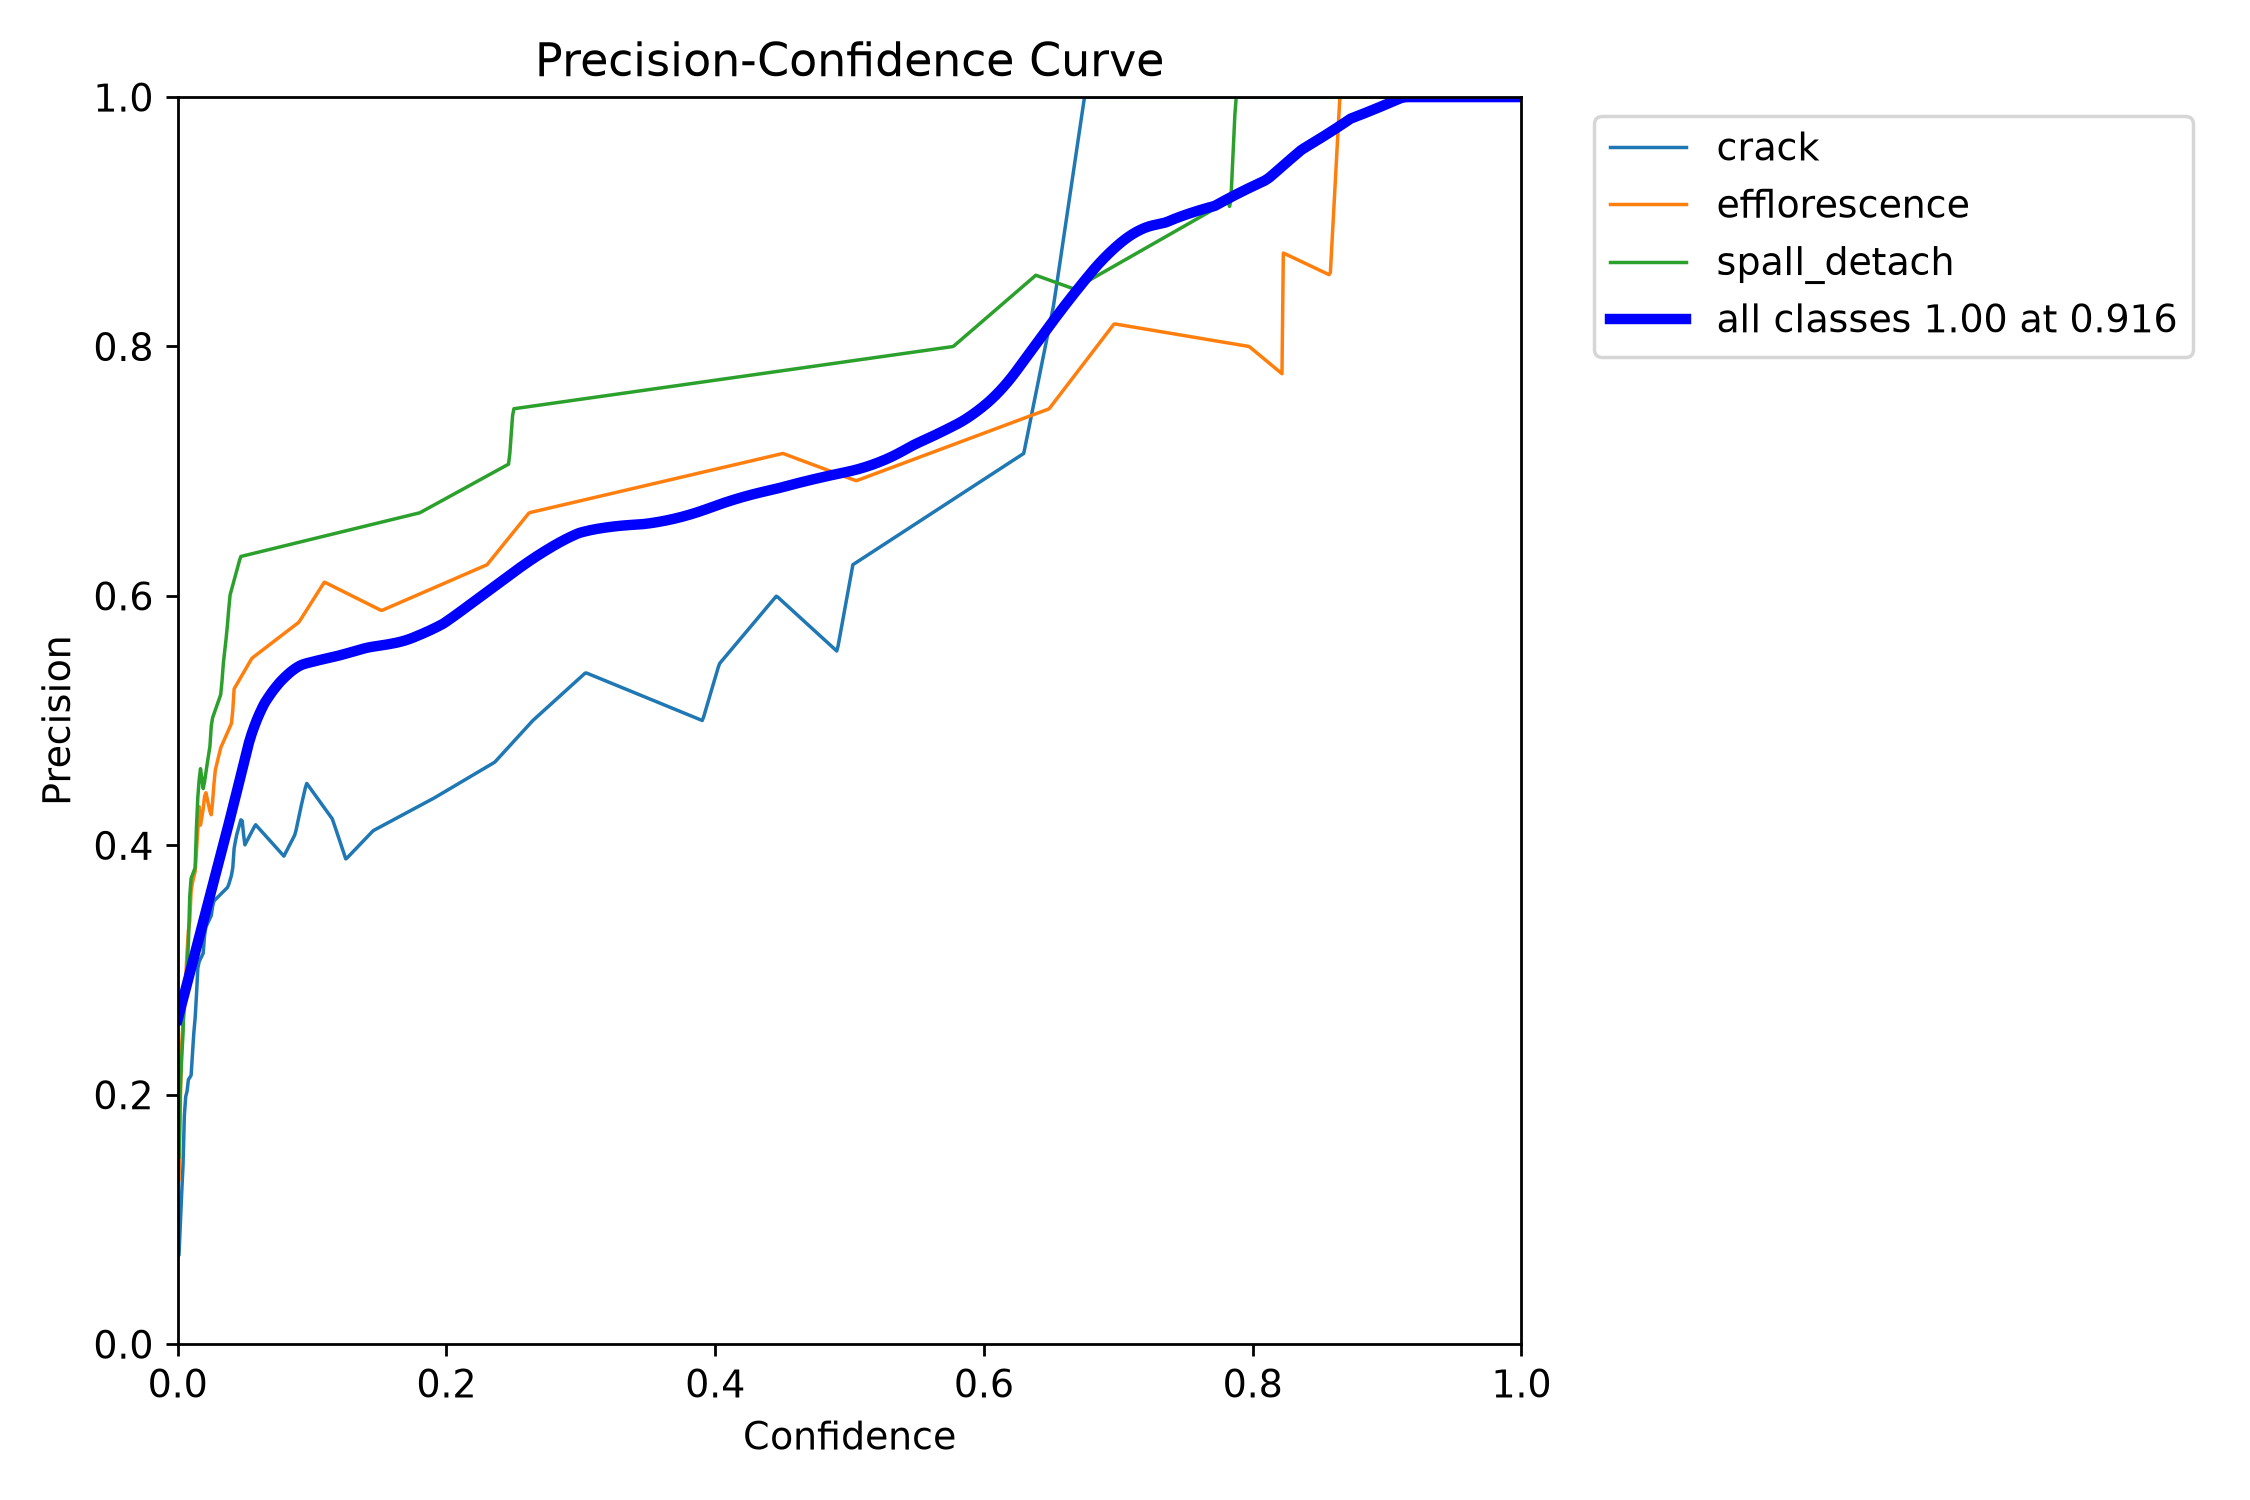 Precision-Confidence Curve
1.0
0.8
0.6
0.4
0.2
0.0
Precision
0.0 0.2 0.4 0.6 0.8 1.0
Confidence
crack
efflorescence
spall_detach
all classes 1.00 at 0.916